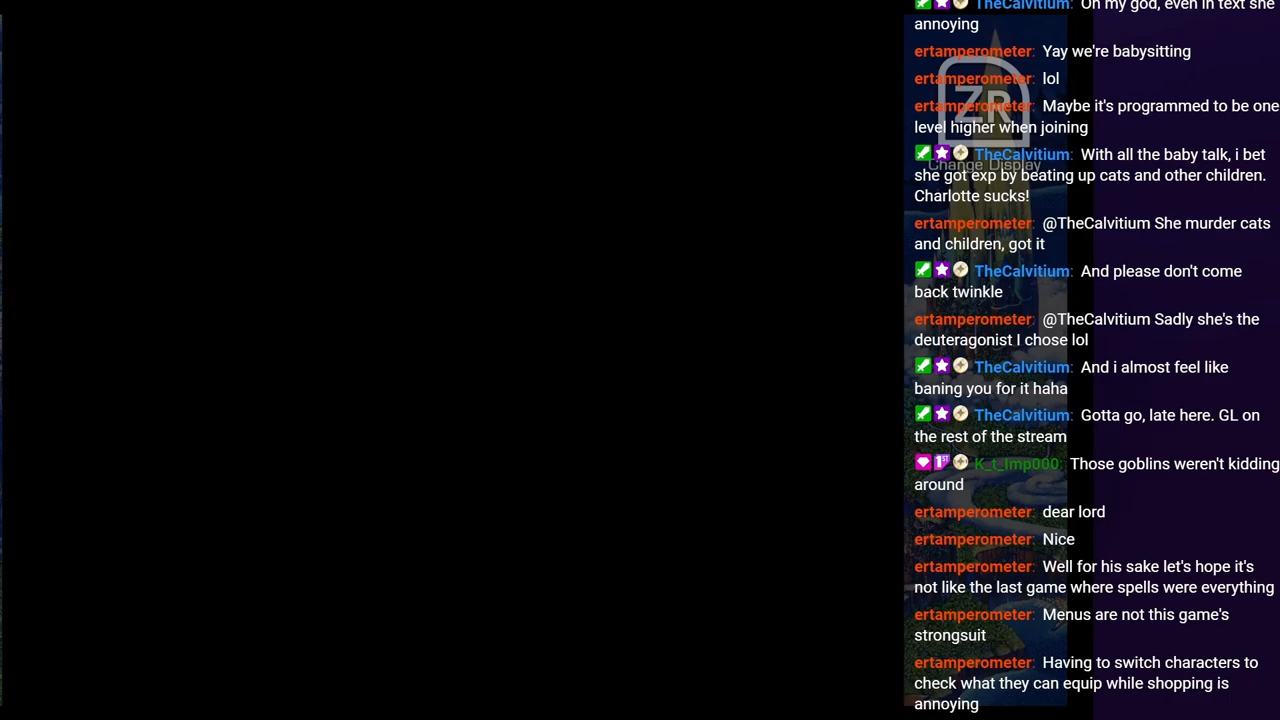 TheCalvitium: Oh my god, even in text she
annoying
ertamperometer: Yay we're babysitting
ertamperometer: lol
ertamperometer: Maybe it's programmed to be one
level higher when joining
ZR
Change Display
TheCalvitium: With all the baby talk, i bet
she got exp by beating up cats and other children.
Charlotte sucks!
ertamperometer: @TheCalvitium She murder cats
and children, got it
TheCalvitium: And please don't come
back twinkle
ertamperometer: @TheCalvitium Sadly she's the
deuteragonist I chose lol
TheCalvitium: And i almost feel like
baning you for it haha
TheCalvitium: Gotta go, late here. GL on
the rest of the stream
1ST K_t_Imp000: Those goblins weren't kidding
around
ertamperometer: dear lord
ertamperometer: Nice
ertamperometer: Well for his sake let's hope it's
not like the last game where spells were everything
ertamperometer: Menus are not this game's
strongsuit
ertamperometer: Having to switch characters to
check what they can equip while shopping is
annoying